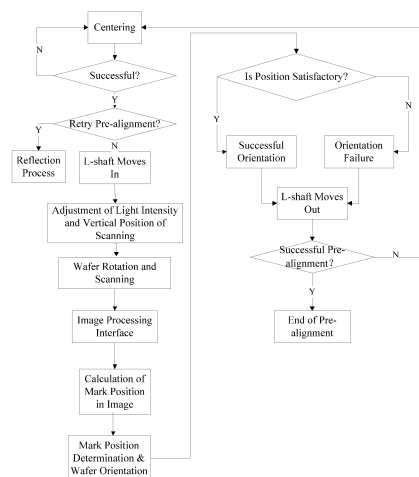 Centering
N
Successful?
Y
Retry Pre-alignment?
Y
N
Reflection
Process
L-shaft Moves
In
Adjustment of Light Intensity
and Vertical Position of
Scanning
Wafer Rotation and
Scanning
Image Processing
Interface
Calculation of
Mark Position
in Image
Mark Position
Determination &
Wafer Orientation
Is Position Satisfactory?
Y
N
Successful
Orientation
Orientation
Failure
L-shaft Moves
Out
Successful Pre-
alignment?
N
Y
End of Pre-
alignment